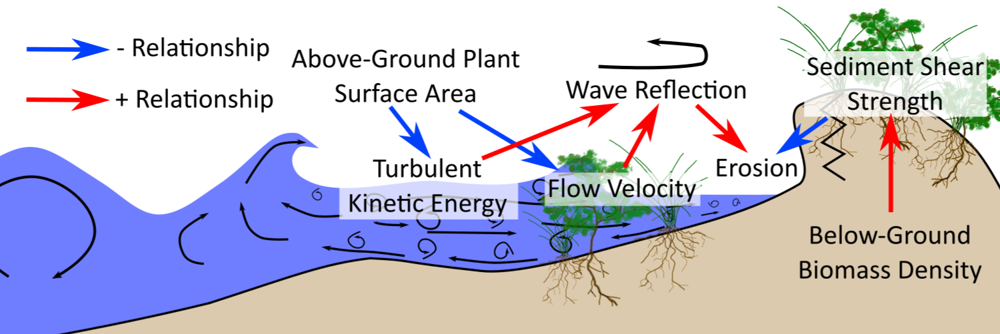 - Relationship
+ Relationship
Above-Ground Plant
Surface Area
Wave Reflection
Sediment Shear
Strength
Turbulent
Kinetic Energy
Flow Velocity
Erosion
Below-Ground
Biomass Density